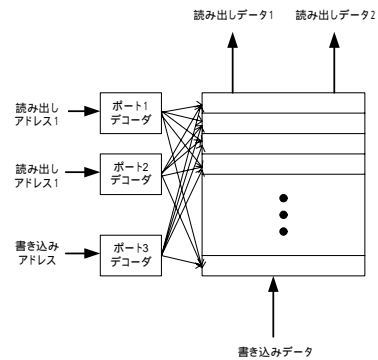 読み出しデータ1
読み出しデータ2
読み出し
アドレス1
ポート1
デコーダ
読み出し
アドレス1
ポート2
デコーダ
書き込み
アドレス
ポート3
デコーダ
書き込みデータ